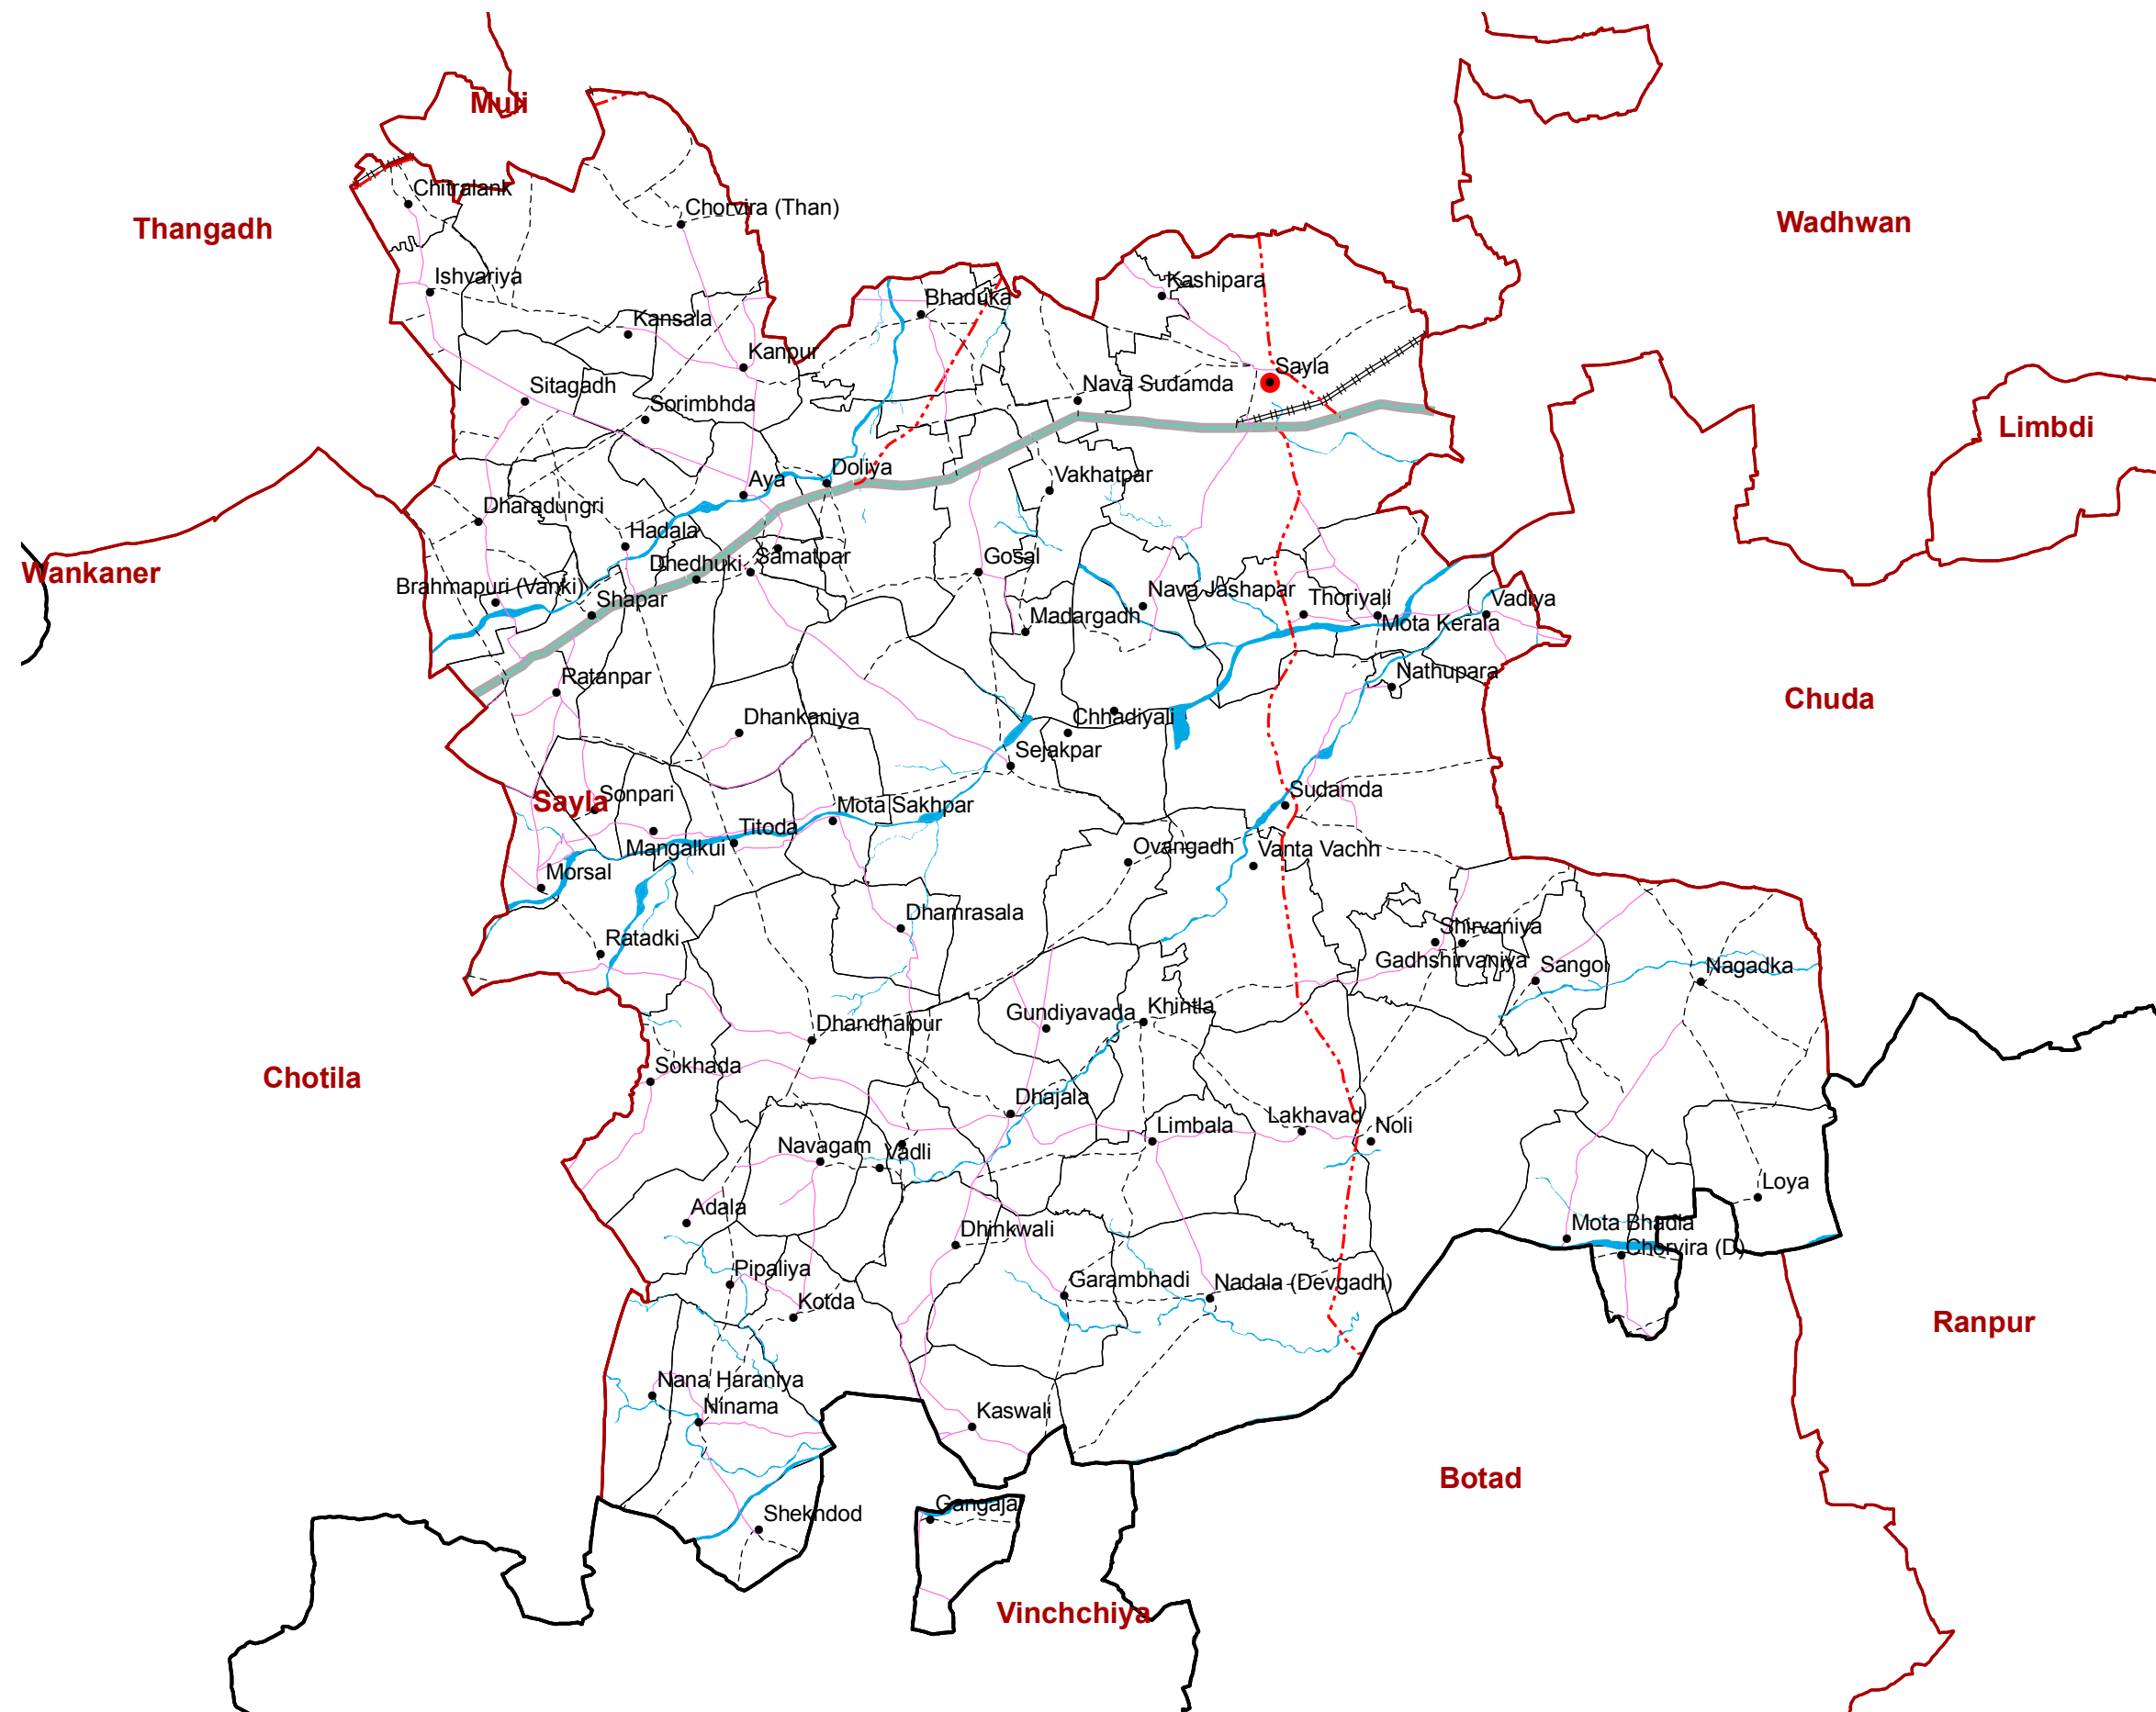 Muli
Chitralank
Chorvira (Than)
Thangadh
Wadhwan
Ishvariya
Kashipara
Bhaduka
Kansala
Kanpur
Sayla
Sitagadh
Nava Sudamda
Sorimbhda
Limbdi
Doliya
Vakhatpar
Aya
Dharadungri
Hadala
Samatpar
Gosal
Dhedhuki
Wankaner
Brahmapuri (Vanki)
Nava Jashapar
Shapar
Thoriyali
Vadiya
Madargadh
Mota Kerala
Ratanpar
Nathupara
Chuda
Dhankaniya
Chhadiyali
Sejakpar
Sudamda
Sayla
Sonpari
Mota Sakhpar
Titoda
Mangalkui
Ovangadh
Vanta Vachh
Morsal
Dhamrasala
Shirvaniya
Ratadki
Gadhshirvaniya
Sangoi
Nagadka
Khintla
Gundiyavada
Dhandhalpur
Sokhada
Chotila
Dhajala
Lakhavad
Limbala
Noli
Navagam
Vadli
Loya
Adala
Mota Bhadla
Dhinkwali
Chorvira (D)
Pipaliya
Garambhadi
Nadala (Devgadh)
Kotda
Ranpur
Nana Haraniya
Ninama
Kaswali
Botad
Gangaja
Shekhdod
Vinchchiya